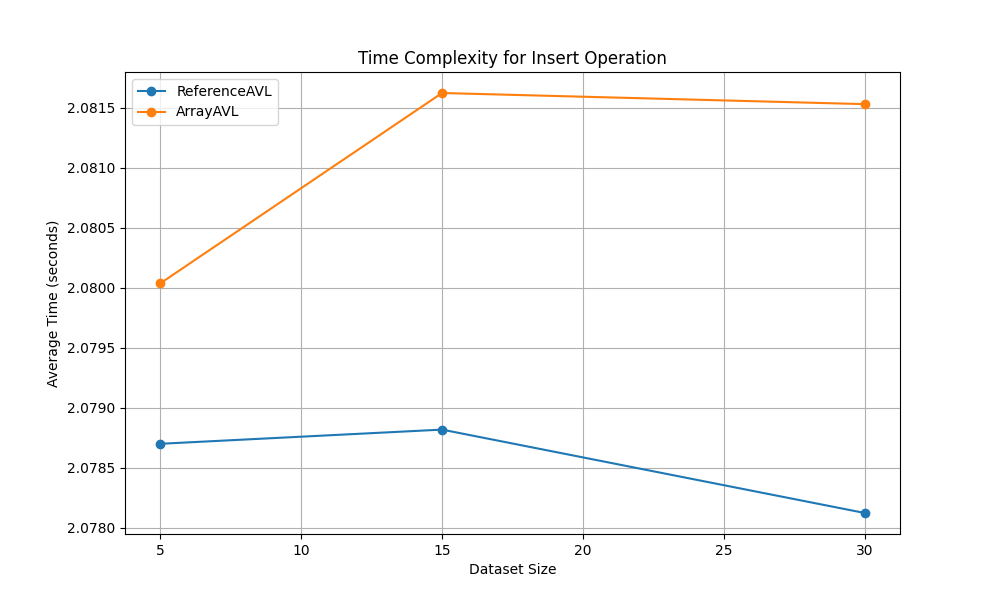 Time Complexity for Insert Operation
ReferenceAVL
ArrayAVL
2.0815
2.0810
2.0805
2.0800
2.0795
2.0790
2.0785
2.0780
Average Time (seconds)
5
10
15
20
25
30
Dataset Size